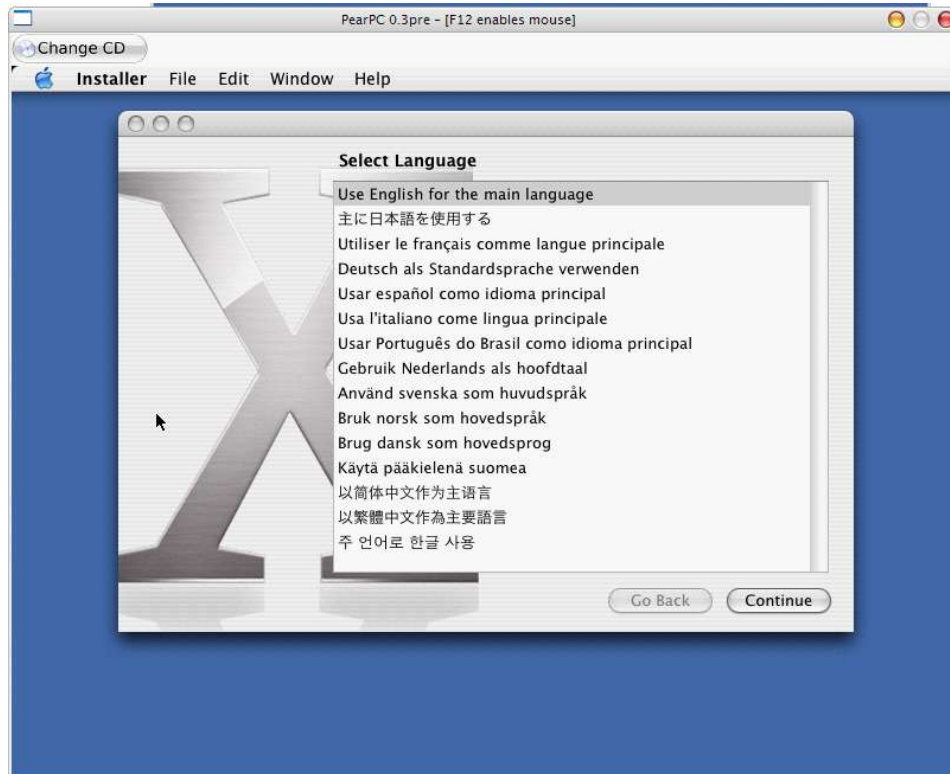 PearPC 0.3pre - [F12 enables mouse]
Change CD
Installer File Edit Window Help
Select Language
Use English for the main language
主に日本語を使用する
Utiliser le français comme langue principale
Deutsch als Standardsprache verwenden
Usar español como idioma principal
Usa l'italiano come lingua principale
Usar Português do Brasil como idioma principal
Gebruik Nederlands als hoofdtaal
Använd svenska som huvudspråk
Bruk norsk som hovedspråk
Brug dansk som hovedsprog
Käytä pääkielenä suomea
以简体中文作为主语言
以繁體中文作為主要語言
주 언어로 한글 사용
Go Back Continue